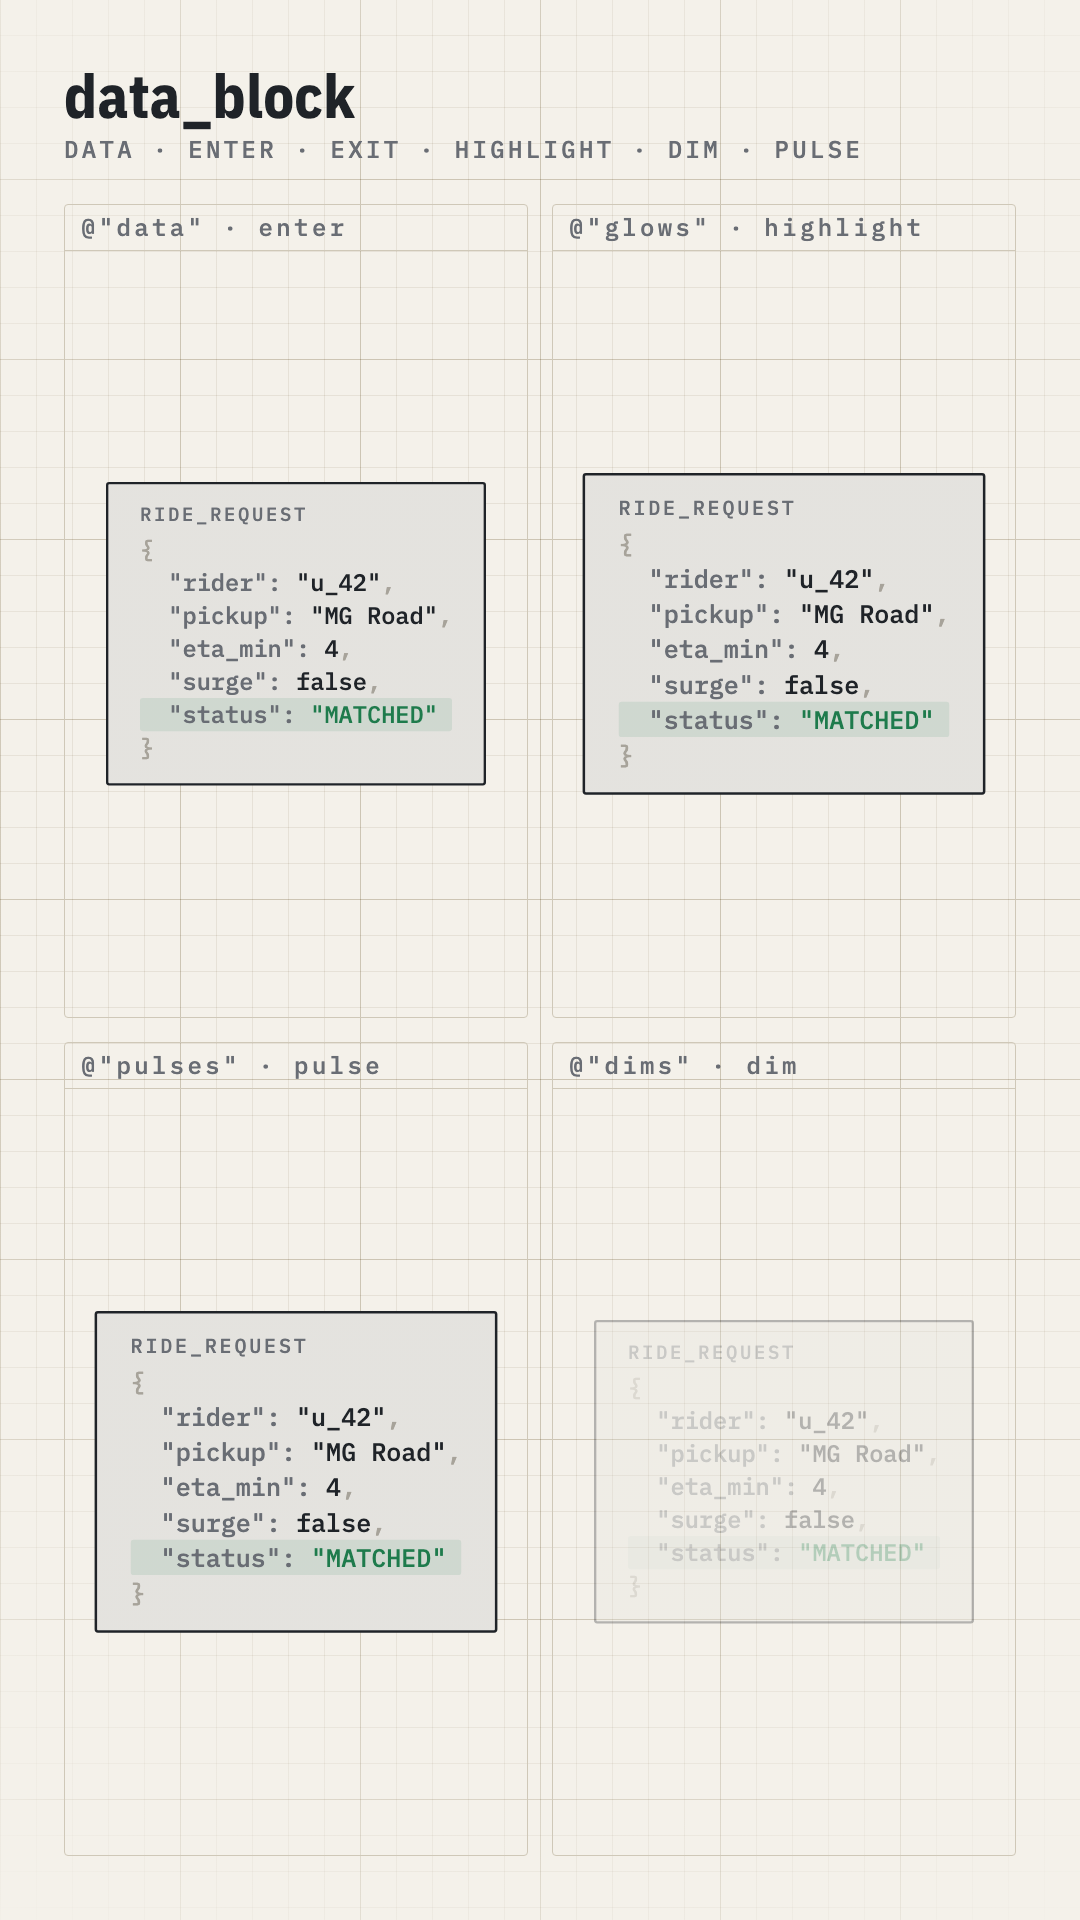 data_block
DATA · ENTER · EXIT · HIGHLIGHT · DIM · PULSE
@"data" · enter
RIDE_REQUEST
{
"rider": "u_42",
"pickup": "MG Road",
"eta_min": 4,
"surge": false,
"status": "MATCHED"
}
@"glows" · highlight
RIDE_REQUEST
{
"rider": "u_42",
"pickup": "MG Road",
"eta_min": 4,
"surge": false,
"status": "MATCHED"
}
@"pulses" · pulse
RIDE_REQUEST
{
"rider": "u_42",
"pickup": "MG Road",
"eta_min": 4,
"surge": false,
"status": "MATCHED"
}
@"dims" · dim
RIDE_REQUEST
{
"rider": "u_42",
"pickup": "MG Road",
"eta_min": 4,
"surge": false,
"status": "MATCHED"
}